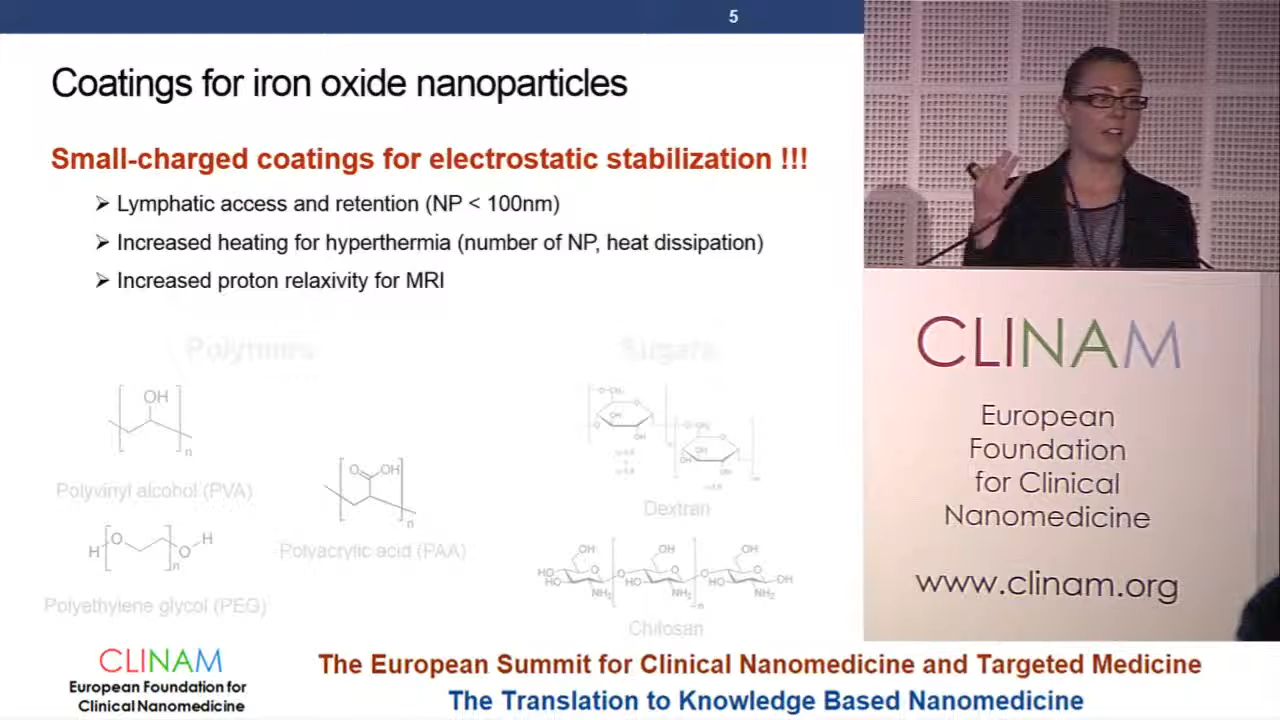 5
Coatings for iron oxide nanoparticles
Small-charged coatings for electrostatic stabilization !!!
➢ Lymphatic access and retention (NP < 100nm)
➢ Increased heating for hyperthermia (number of NP, heat dissipation)
➢ Increased proton relaxivity for MRI
Polymers
Sugars
OH
n
Polyvinyl alcohol (PVA)
O
OH
n
Polyacrylic acid (PAA)
H
O
O
H
n
Polyethylene glycol (PEG)
Dextran
OH
OH
OH
HO
HO
O
O
HO
O
O
HO
O
OH
NH2
NH2
n
NH2
Chitosan
CLINAM
European
Foundation
for Clinical
Nanomedicine
www.clinam.org
CLINAM
European Foundation for
Clinical Nanomedicine
The European Summit for Clinical Nanomedicine and Targeted Medicine
The Translation to Knowledge Based Nanomedicine